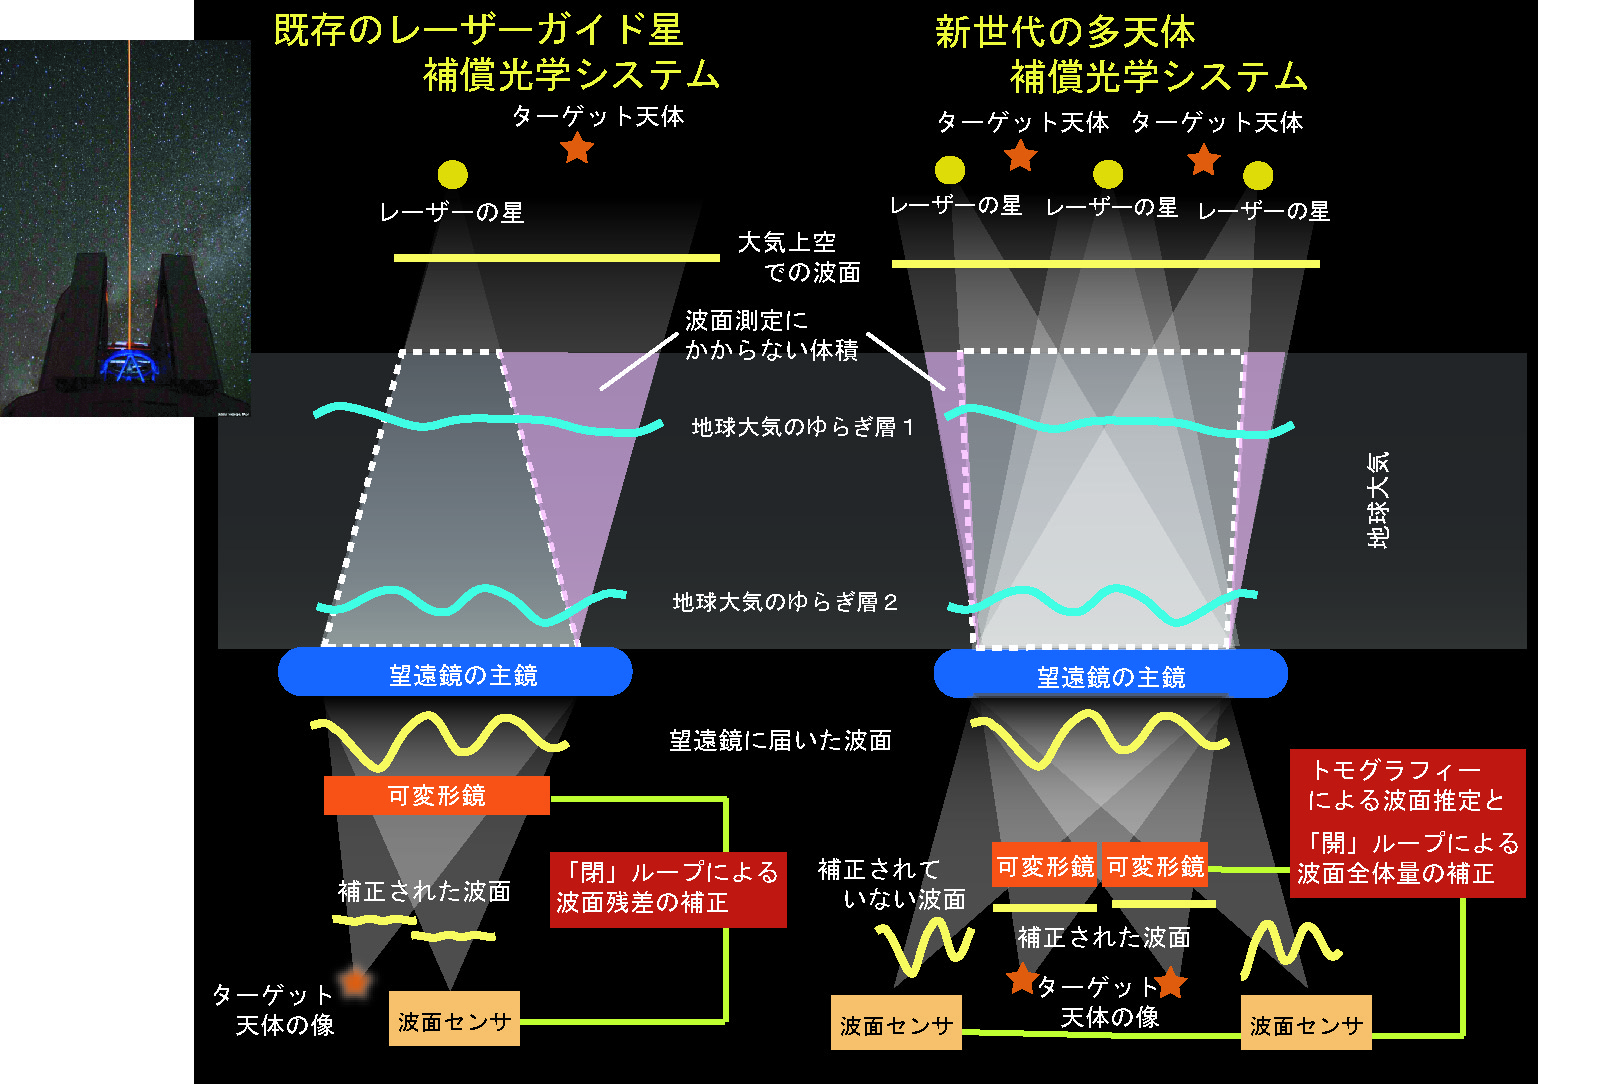 既存のレーザーガイド星
補償光学システム
ターゲット天体
レーザーの星
新世代の多天体
補償光学システム
ターゲット天体
ターゲット天体
レーザーの星
レーザーの星
レーザーの星
大気上空
での波面
波面測定に
かからない体積
地球大気のゆらぎ層1
地球大気
地球大気のゆらぎ層2
望遠鏡の主鏡
望遠鏡の主鏡
望遠鏡に届いた波面
可変形鏡
「閉」ループによる
波面残差の補正
補正された波面
ターゲット
天体の像
波面センサ
トモグラフィー
による波面推定と
「開」ループによる
波面全体量の補正
可変形鏡
可変形鏡
補正されて
いない波面
補正された波面
ターゲット
天体の像
波面センサ
波面センサ